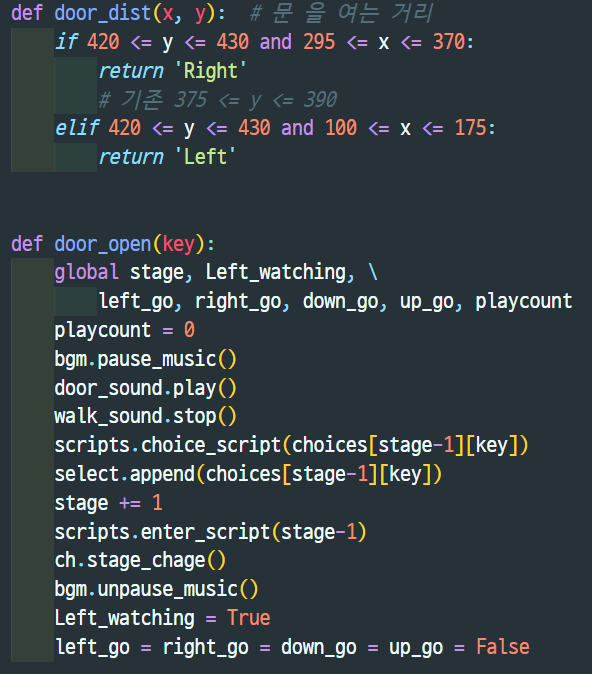 def door_dist(x, y):  # 문 을 여는 거리
    if 420 <= y <= 430 and 295 <= x <= 370:
        return 'Right'
        # 기존 375 <= y <= 390
    elif 420 <= y <= 430 and 100 <= x <= 175:
        return 'Left'
def door_open(key):
    global stage, Left_watching, \
        left_go, right_go, down_go, up_go, playcount
    playcount = 0
    bgm.pause_music()
    door_sound.play()
    walk_sound.stop()
    scripts.choice_script(choices[stage-1][key])
    select.append(choices[stage-1][key])
    stage += 1
    scripts.enter_script(stage-1)
    ch.stage_chage()
    bgm.unpause_music()
    Left_watching = True
    left_go = right_go = down_go = up_go = False